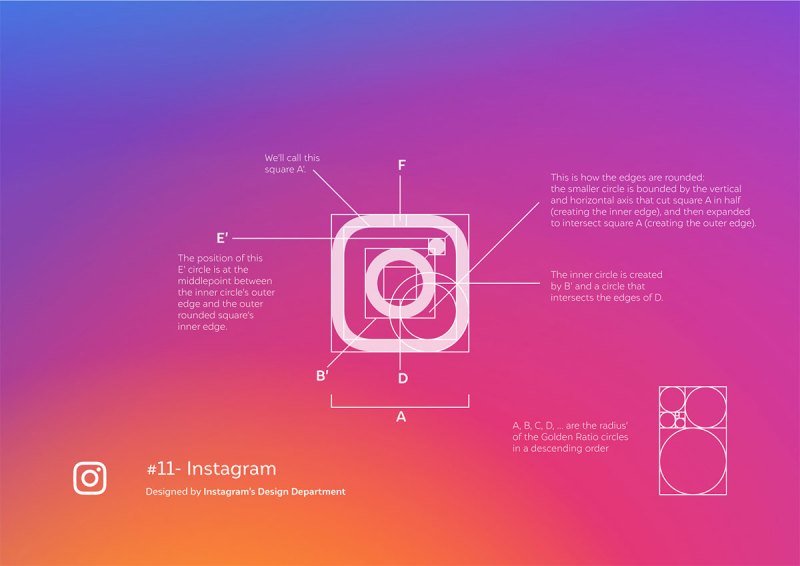 We'll call this
square A'.
F
This is how the edges are rounded:
the smaller circle is bounded by the vertical
and horizontal axis that cut square A in half
(creating the inner edge), and then expanded
to intersect square A (creating the outer edge).
E'
The position of this
E' circle is at the
middlepoint between
the inner circle's outer
edge and the outer
rounded square's
inner edge.
The inner circle is created
by B' and a circle that
intersects the edges of D.
B'
D
A
A, B, C, D, ... are the radius'
of the Golden Ratio circles
in a descending order
#11- Instagram
Designed by Instagram's Design Department